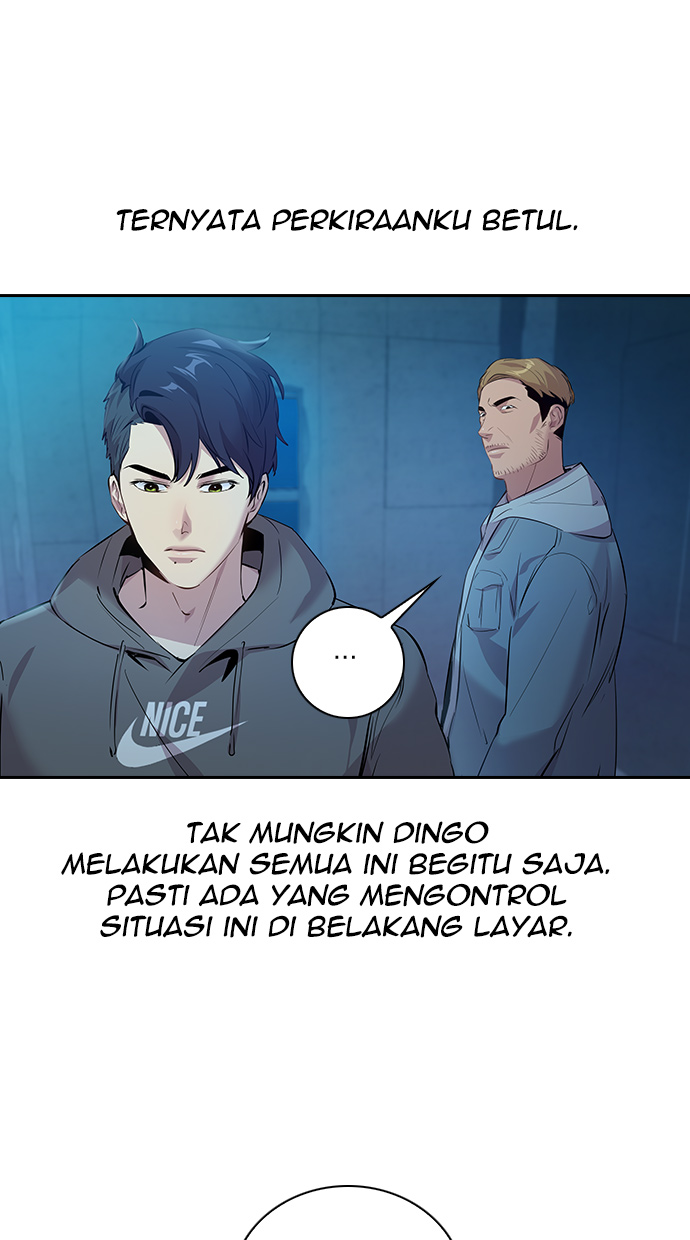 TERNYATA PERKIRAANKU BETUL.
...
NICE
TAK MUNGKIN DINGO
MELAKUKAN SEMUA INI BEGITU SAJA.
PASTI ADA YANG MENGONTROL
SITUASI INI DI BELAKANG LAYAR.